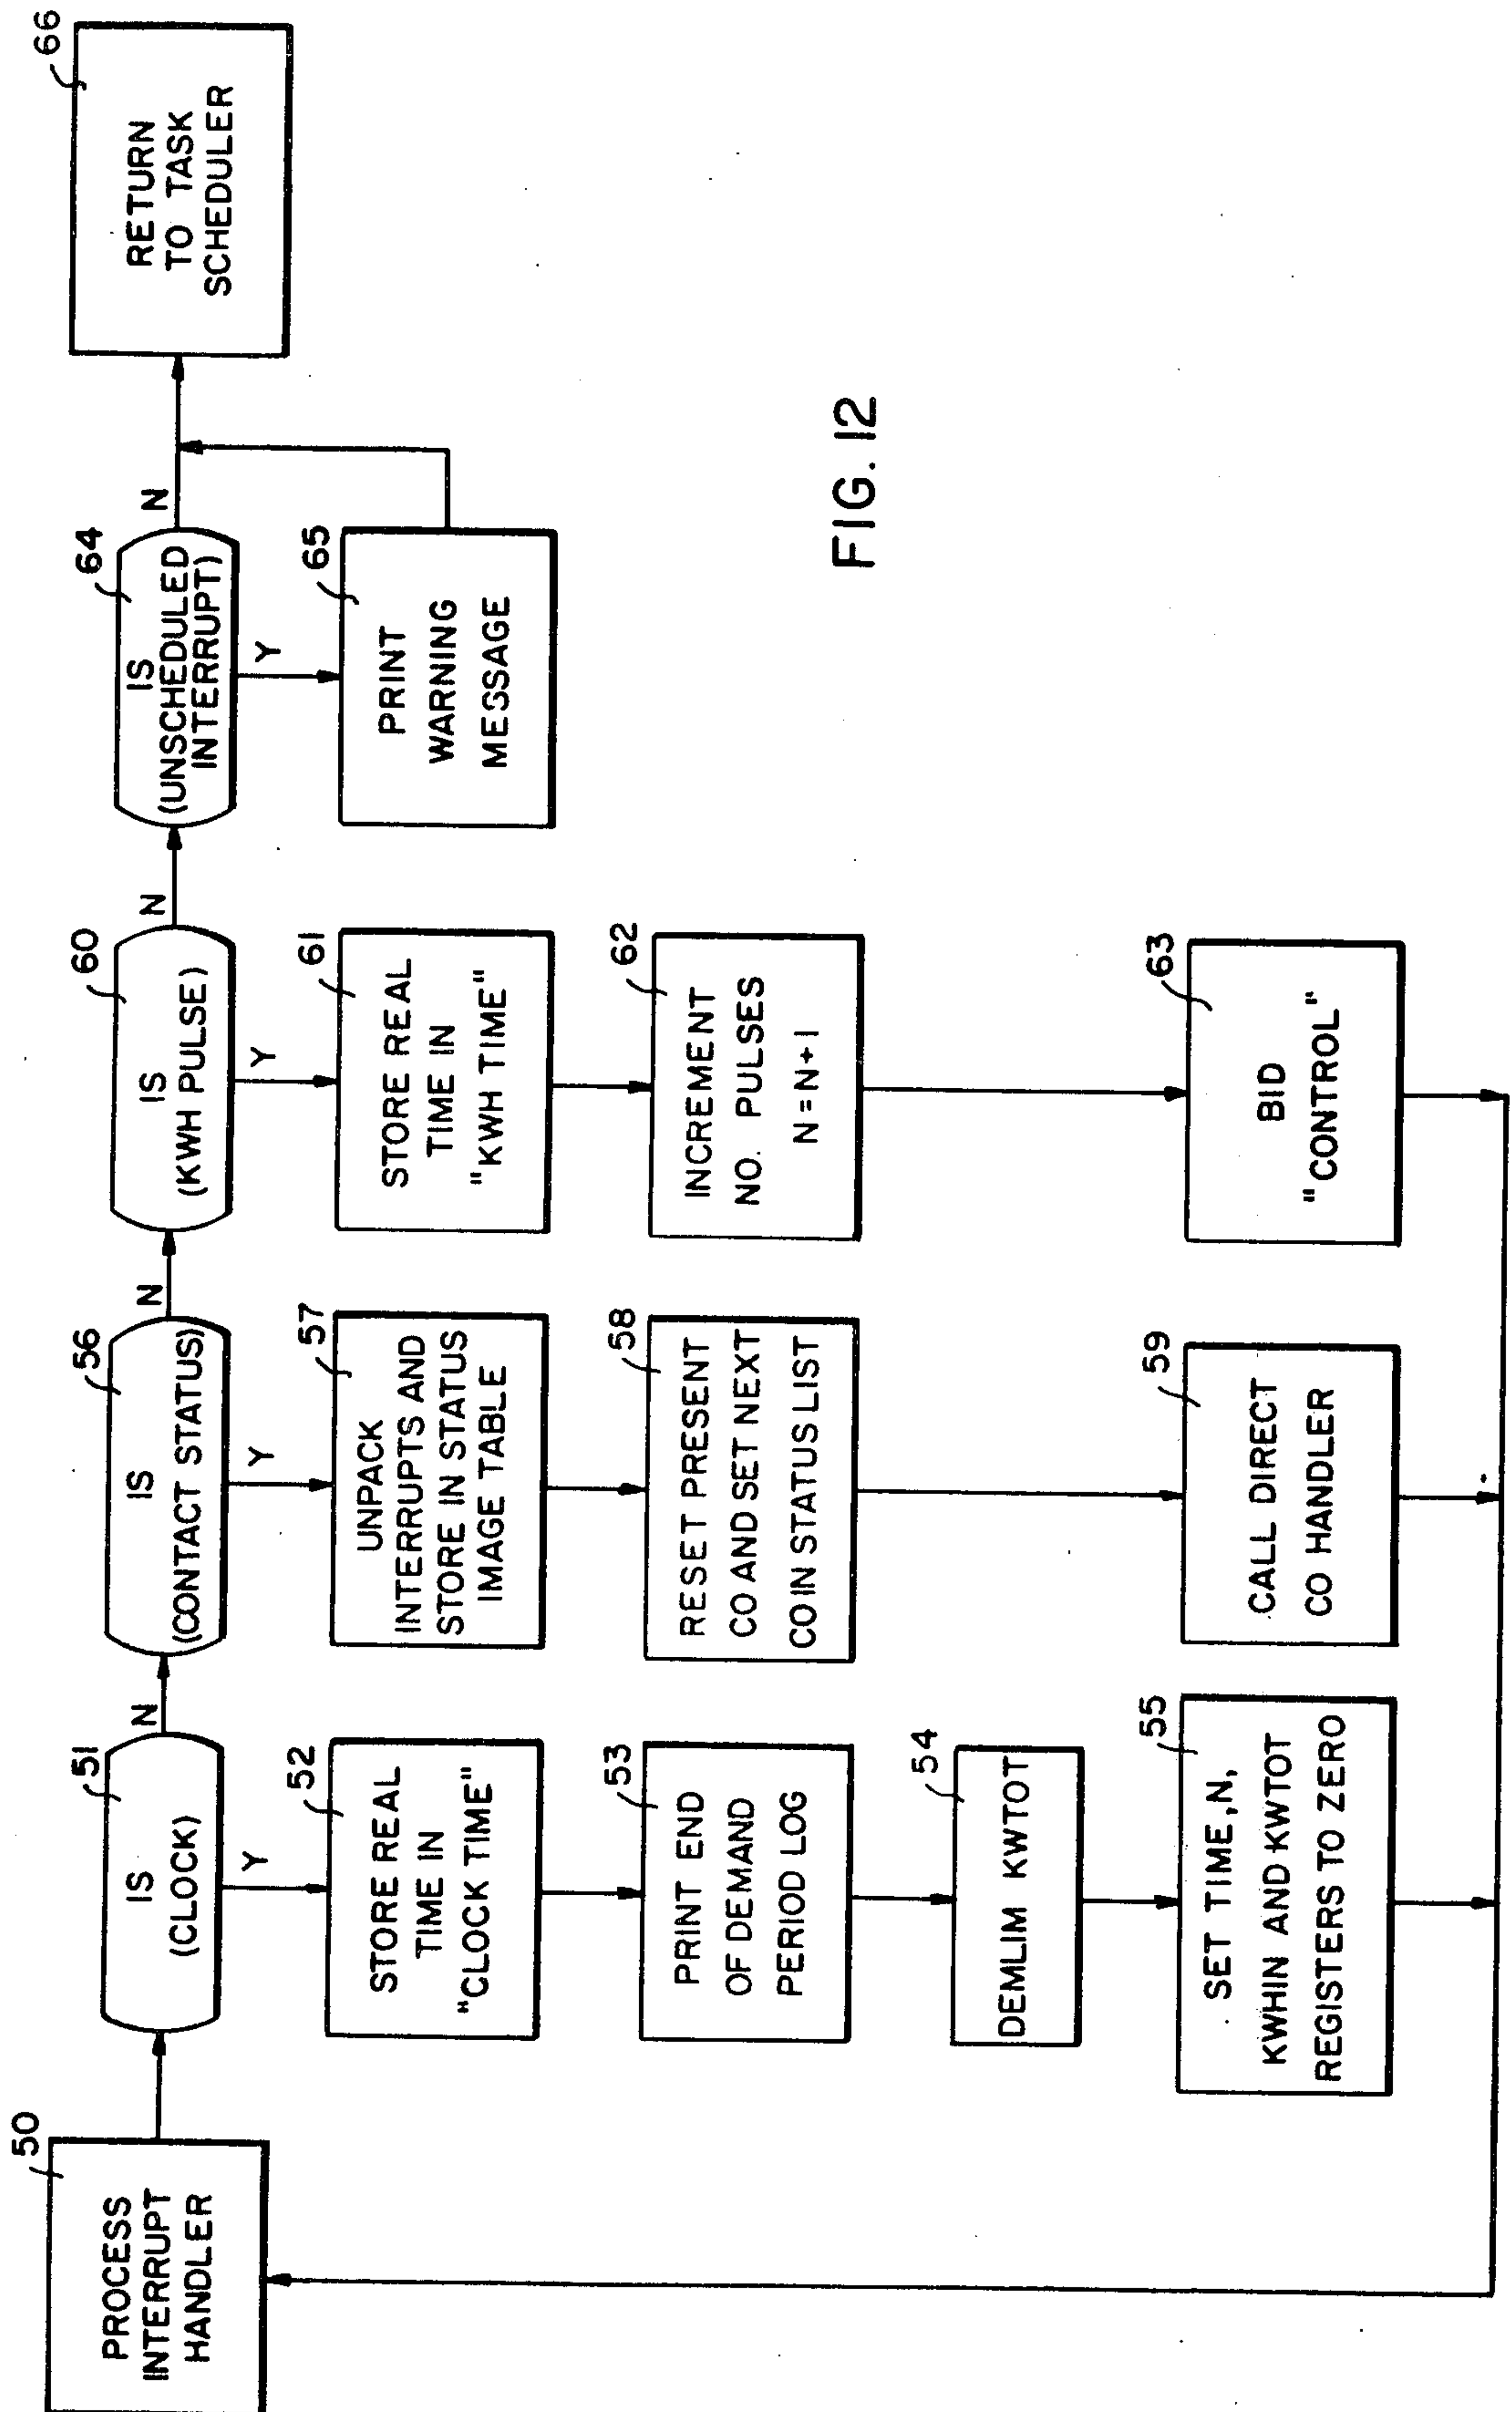 50
PROCESS
INTERRUPT
HANDLER
51
IS
(CLOCK)
N
Y
52
STORE REAL
TIME IN
"CLOCK TIME"
53
PRINT END
OF DEMAND
PERIOD LOG
54
DEMLIM KWTOT
55
SET TIME, N,
KWHIN AND KWTOT
REGISTERS TO ZERO
56
IS
(CONTACT STATUS)
N
Y
57
UNPACK
INTERRUPTS AND
STORE IN STATUS
IMAGE TABLE
58
RESET PRESENT
CO AND SET NEXT
CO IN STATUS LIST
59
CALL DIRECT
CO HANDLER
60
IS
(KWH PULSE)
N
Y
61
STORE REAL
TIME IN
"KWH TIME"
62
INCREMENT
NO. PULSES
N = N + 1
63
BID
"CONTROL"
64
IS
(UNSCHEDULED
INTERRUPT)
N
Y
65
PRINT
WARNING
MESSAGE
66
RETURN
TO TASK
SCHEDULER
FIG. 12